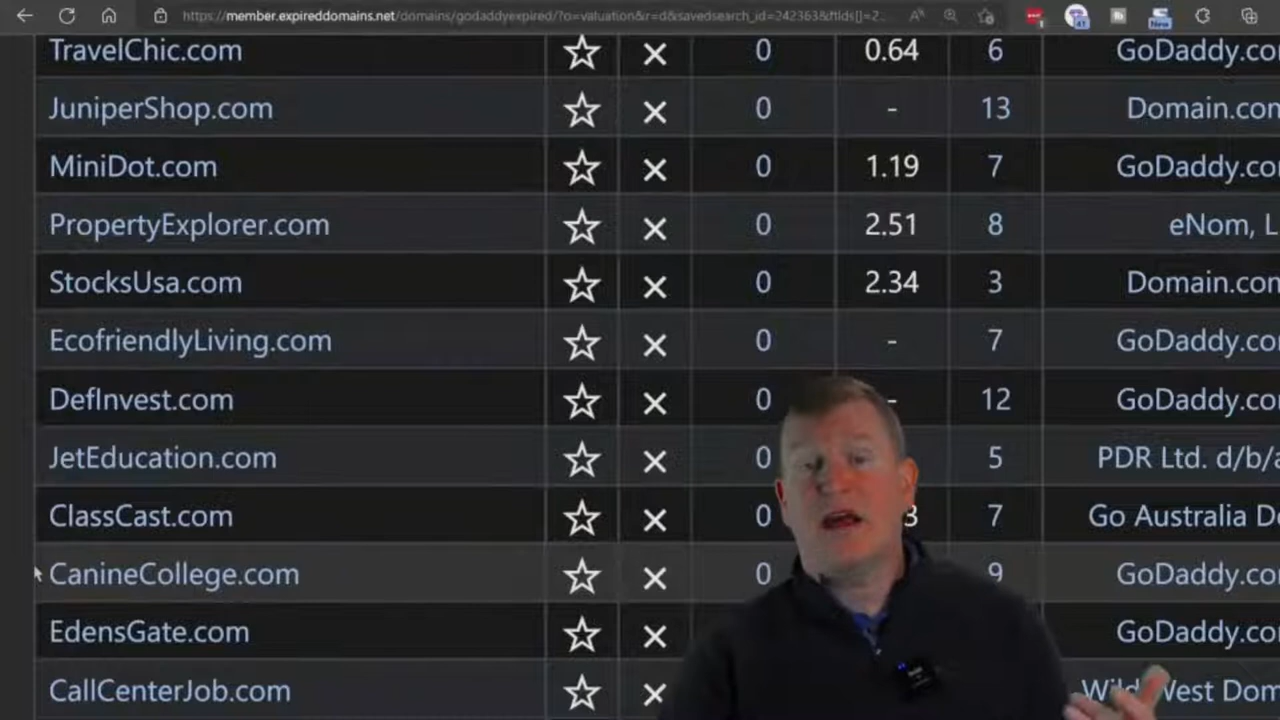 https://member.expireddomains.net/domains/godaddyexpired/?o=valuation&r=d&savedsearch_id=242363&ftlds[]=2...
TravelChic.com 0 0.64 6 GoDaddy.co
JuniperShop.com 0 - 13 Domain.con
MiniDot.com 0 1.19 7 GoDaddy.co
PropertyExplorer.com 0 2.51 8 eNom, L
StocksUsa.com 0 2.34 3 Domain.con
EcofriendlyLiving.com 0 - 7 GoDaddy.co
DefInvest.com 0 - 12 GoDaddy.co
JetEducation.com 0 5 PDR Ltd. d/b/a
ClassCast.com 0 3 7 Go Australia Do
CanineCollege.com 0 9 GoDaddy.co
EdensGate.com GoDaddy.co
CallCenterJob.com Wild West Dom